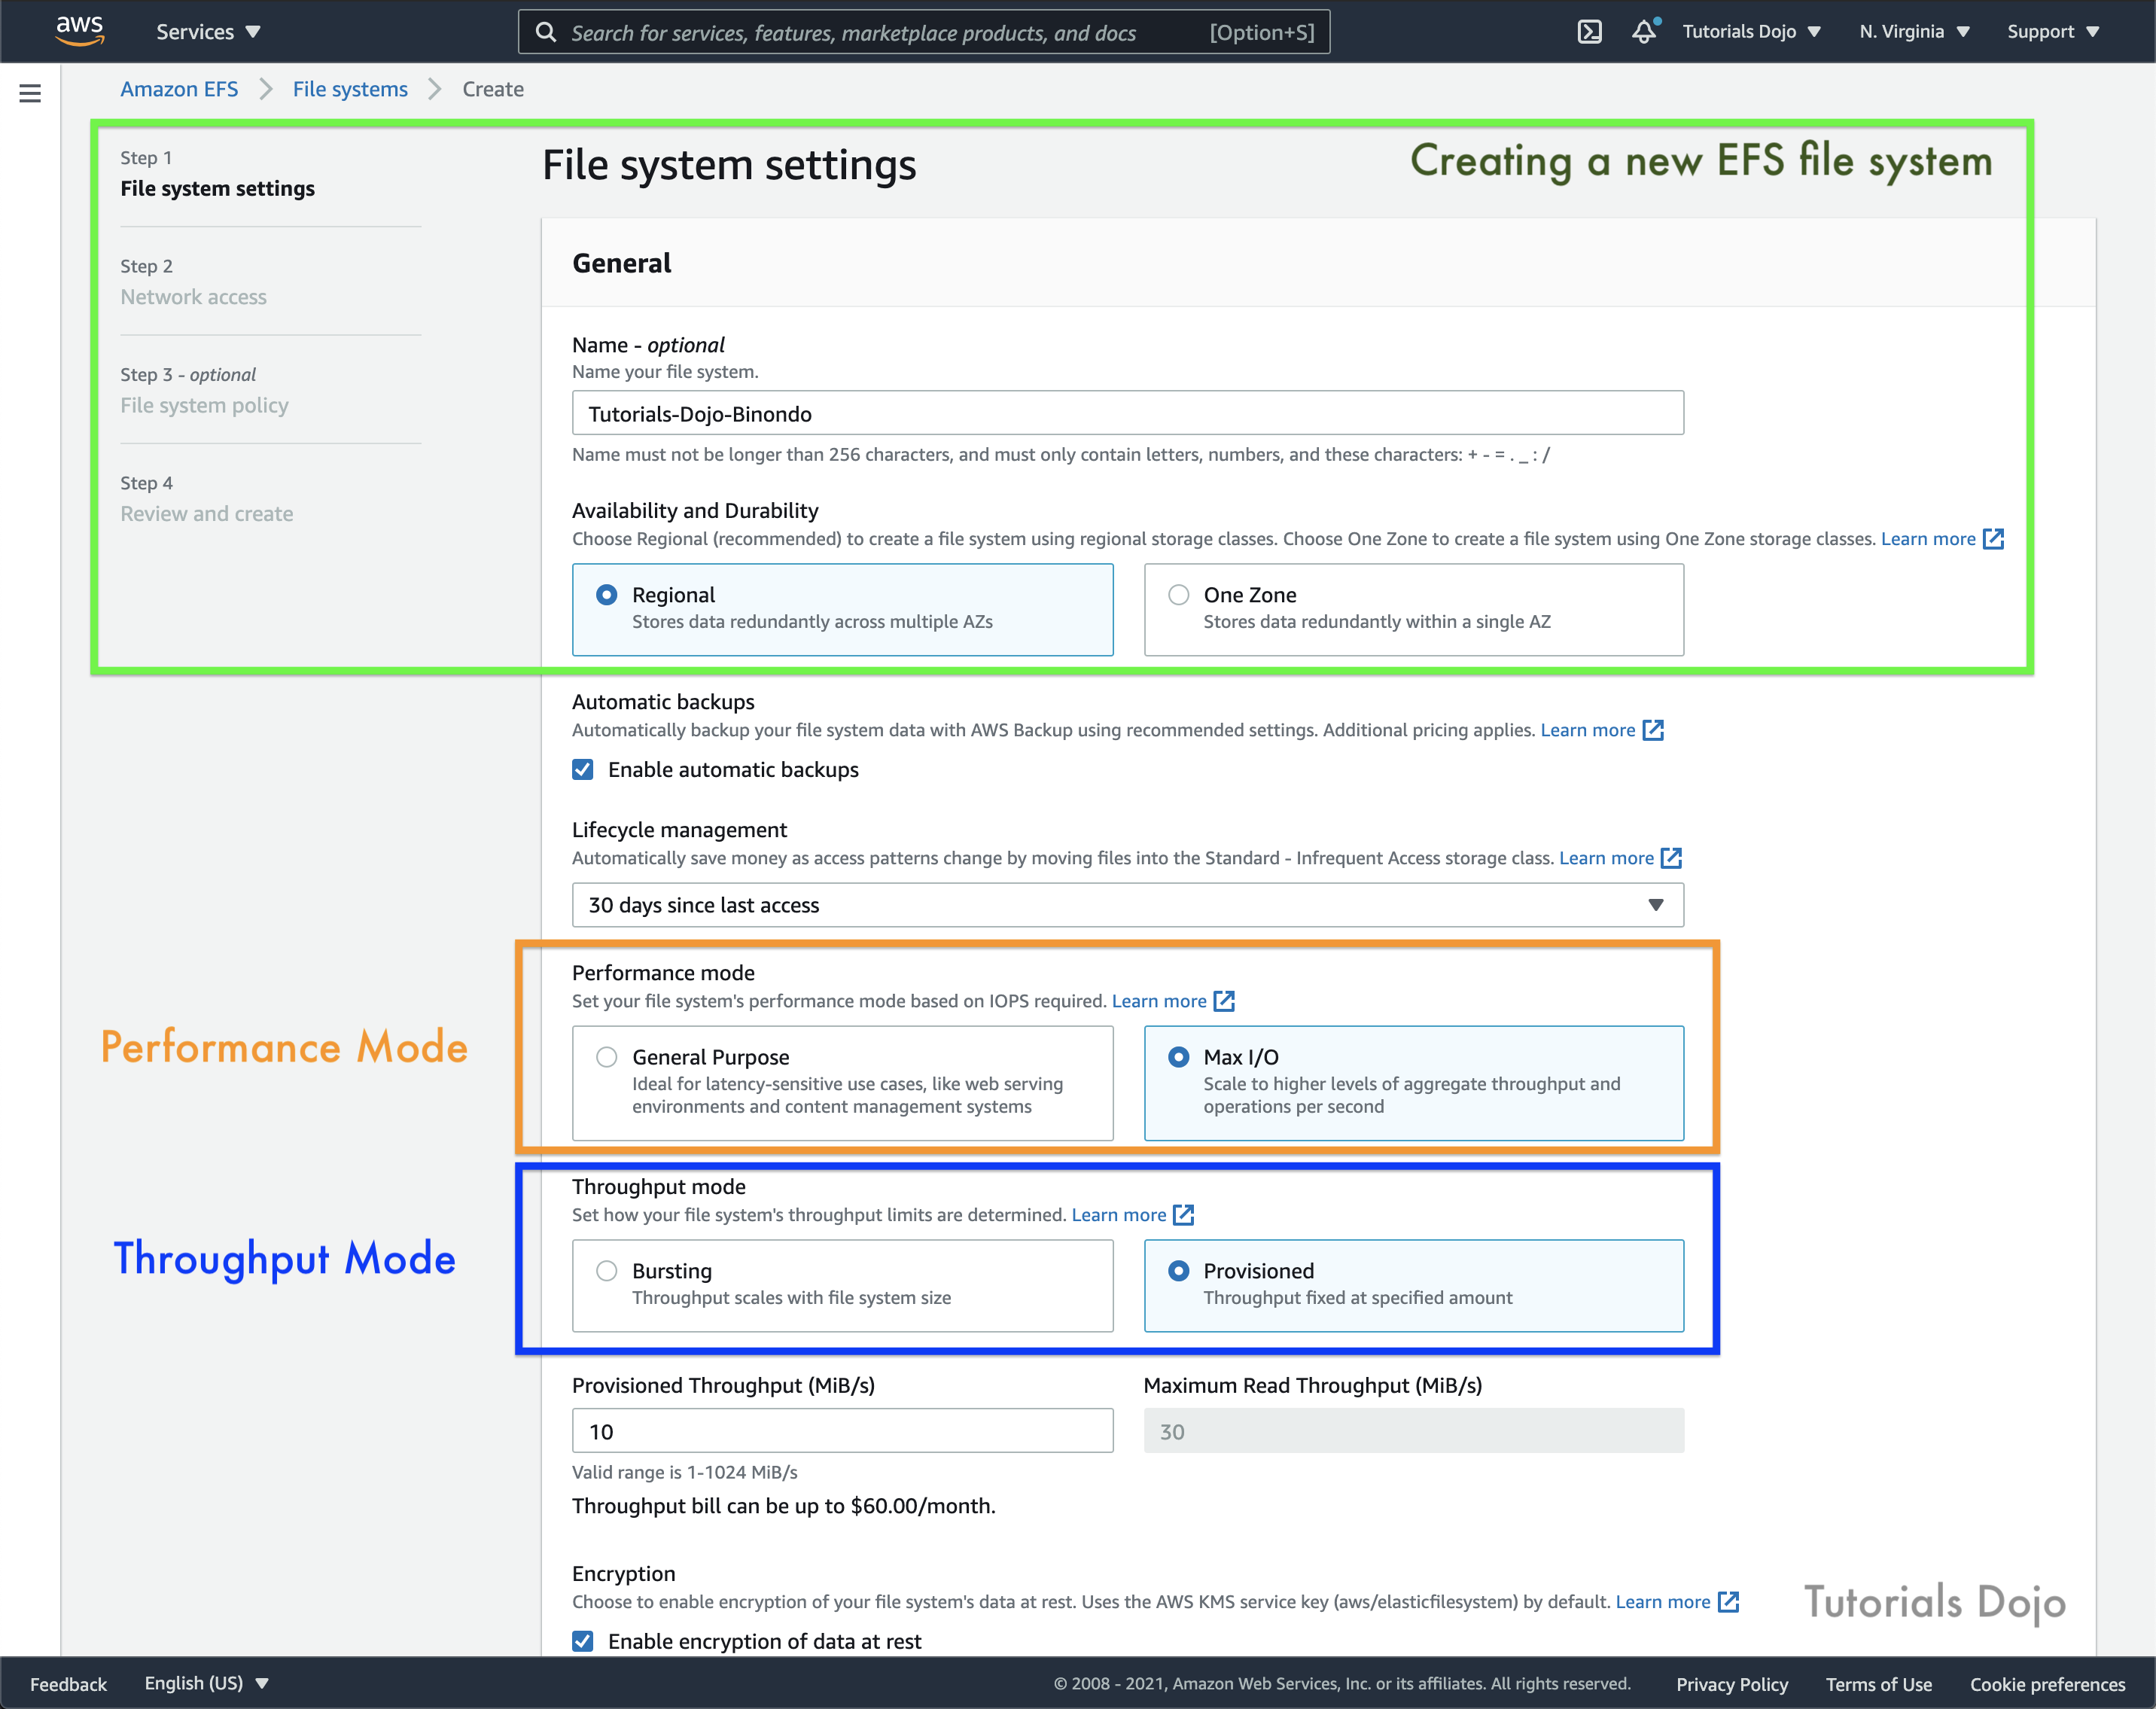 aws
Services
Search for services, features, marketplace products, and docs [Option+S]
Tutorials Dojo
N. Virginia
Support
Amazon EFS
File systems
Create
Step 1
File system settings
Step 2
Network access
Step 3 - optional
File system policy
Step 4
Review and create
File system settings
Creating a new EFS file system
General
Name - optional
Name your file system.
Tutorials-Dojo-Binondo
Name must not be longer than 256 characters, and must only contain letters, numbers, and these characters: + - = . _ : /
Availability and Durability
Choose Regional (recommended) to create a file system using regional storage classes. Choose One Zone to create a file system using One Zone storage classes. Learn more
Regional
Stores data redundantly across multiple AZs
One Zone
Stores data redundantly within a single AZ
Automatic backups
Automatically backup your file system data with AWS Backup using recommended settings. Additional pricing applies. Learn more
Enable automatic backups
Lifecycle management
Automatically save money as access patterns change by moving files into the Standard - Infrequent Access storage class. Learn more
30 days since last access
Performance Mode
Performance mode
Set your file system's performance mode based on IOPS required. Learn more
General Purpose
Ideal for latency-sensitive use cases, like web serving
environments and content management systems
Max I/O
Scale to higher levels of aggregate throughput and
operations per second
Throughput Mode
Throughput mode
Set how your file system's throughput limits are determined. Learn more
Bursting
Throughput scales with file system size
Provisioned
Throughput fixed at specified amount
Provisioned Throughput (MiB/s)
10
Valid range is 1-1024 MiB/s
Maximum Read Throughput (MiB/s)
30
Throughput bill can be up to $60.00/month.
Encryption
Choose to enable encryption of your file system's data at rest. Uses the AWS KMS service key (aws/elasticfilesystem) by default. Learn more
Enable encryption of data at rest
Tutorials Dojo
Feedback
English (US)
© 2008 - 2021, Amazon Web Services, Inc. or its affiliates. All rights reserved.
Privacy Policy
Terms of Use
Cookie preferences